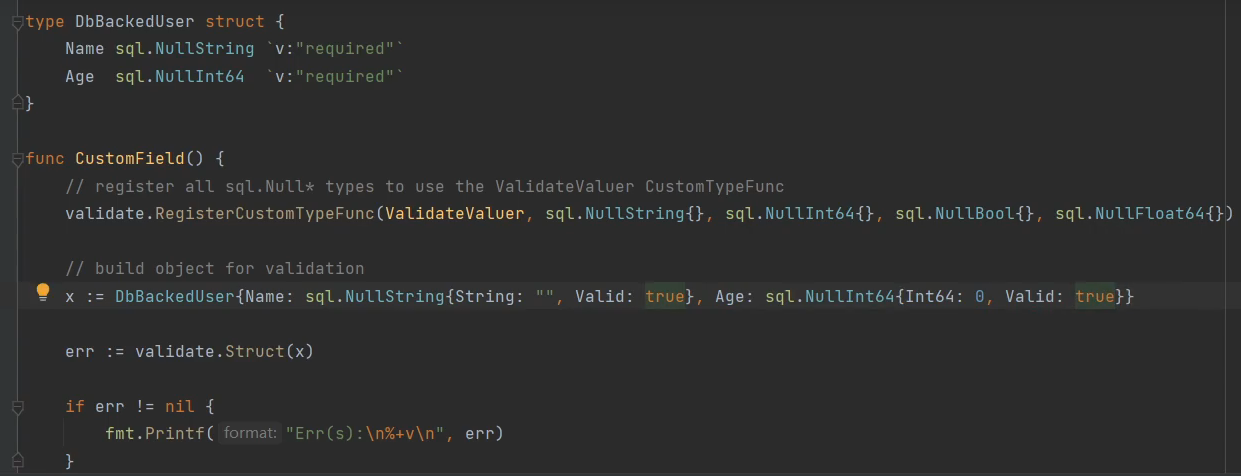 type DbBackedUser struct {
    Name sql.NullString `v:"required"`
    Age  sql.NullInt64  `v:"required"`
}
func CustomField() {
    // register all sql.Null* types to use the ValidateValuer CustomTypeFunc
    validate.RegisterCustomTypeFunc(ValidateValuer, sql.NullString{}, sql.NullInt64{}, sql.NullBool{}, sql.NullFloat64{})
    // build object for validation
    x := DbBackedUser{Name: sql.NullString{String: "", Valid: true}, Age: sql.NullInt64{Int64: 0, Valid: true}}
    err := validate.Struct(x)
    if err != nil {
        fmt.Printf( format: "Err(s):\n%+v\n", err)
    }